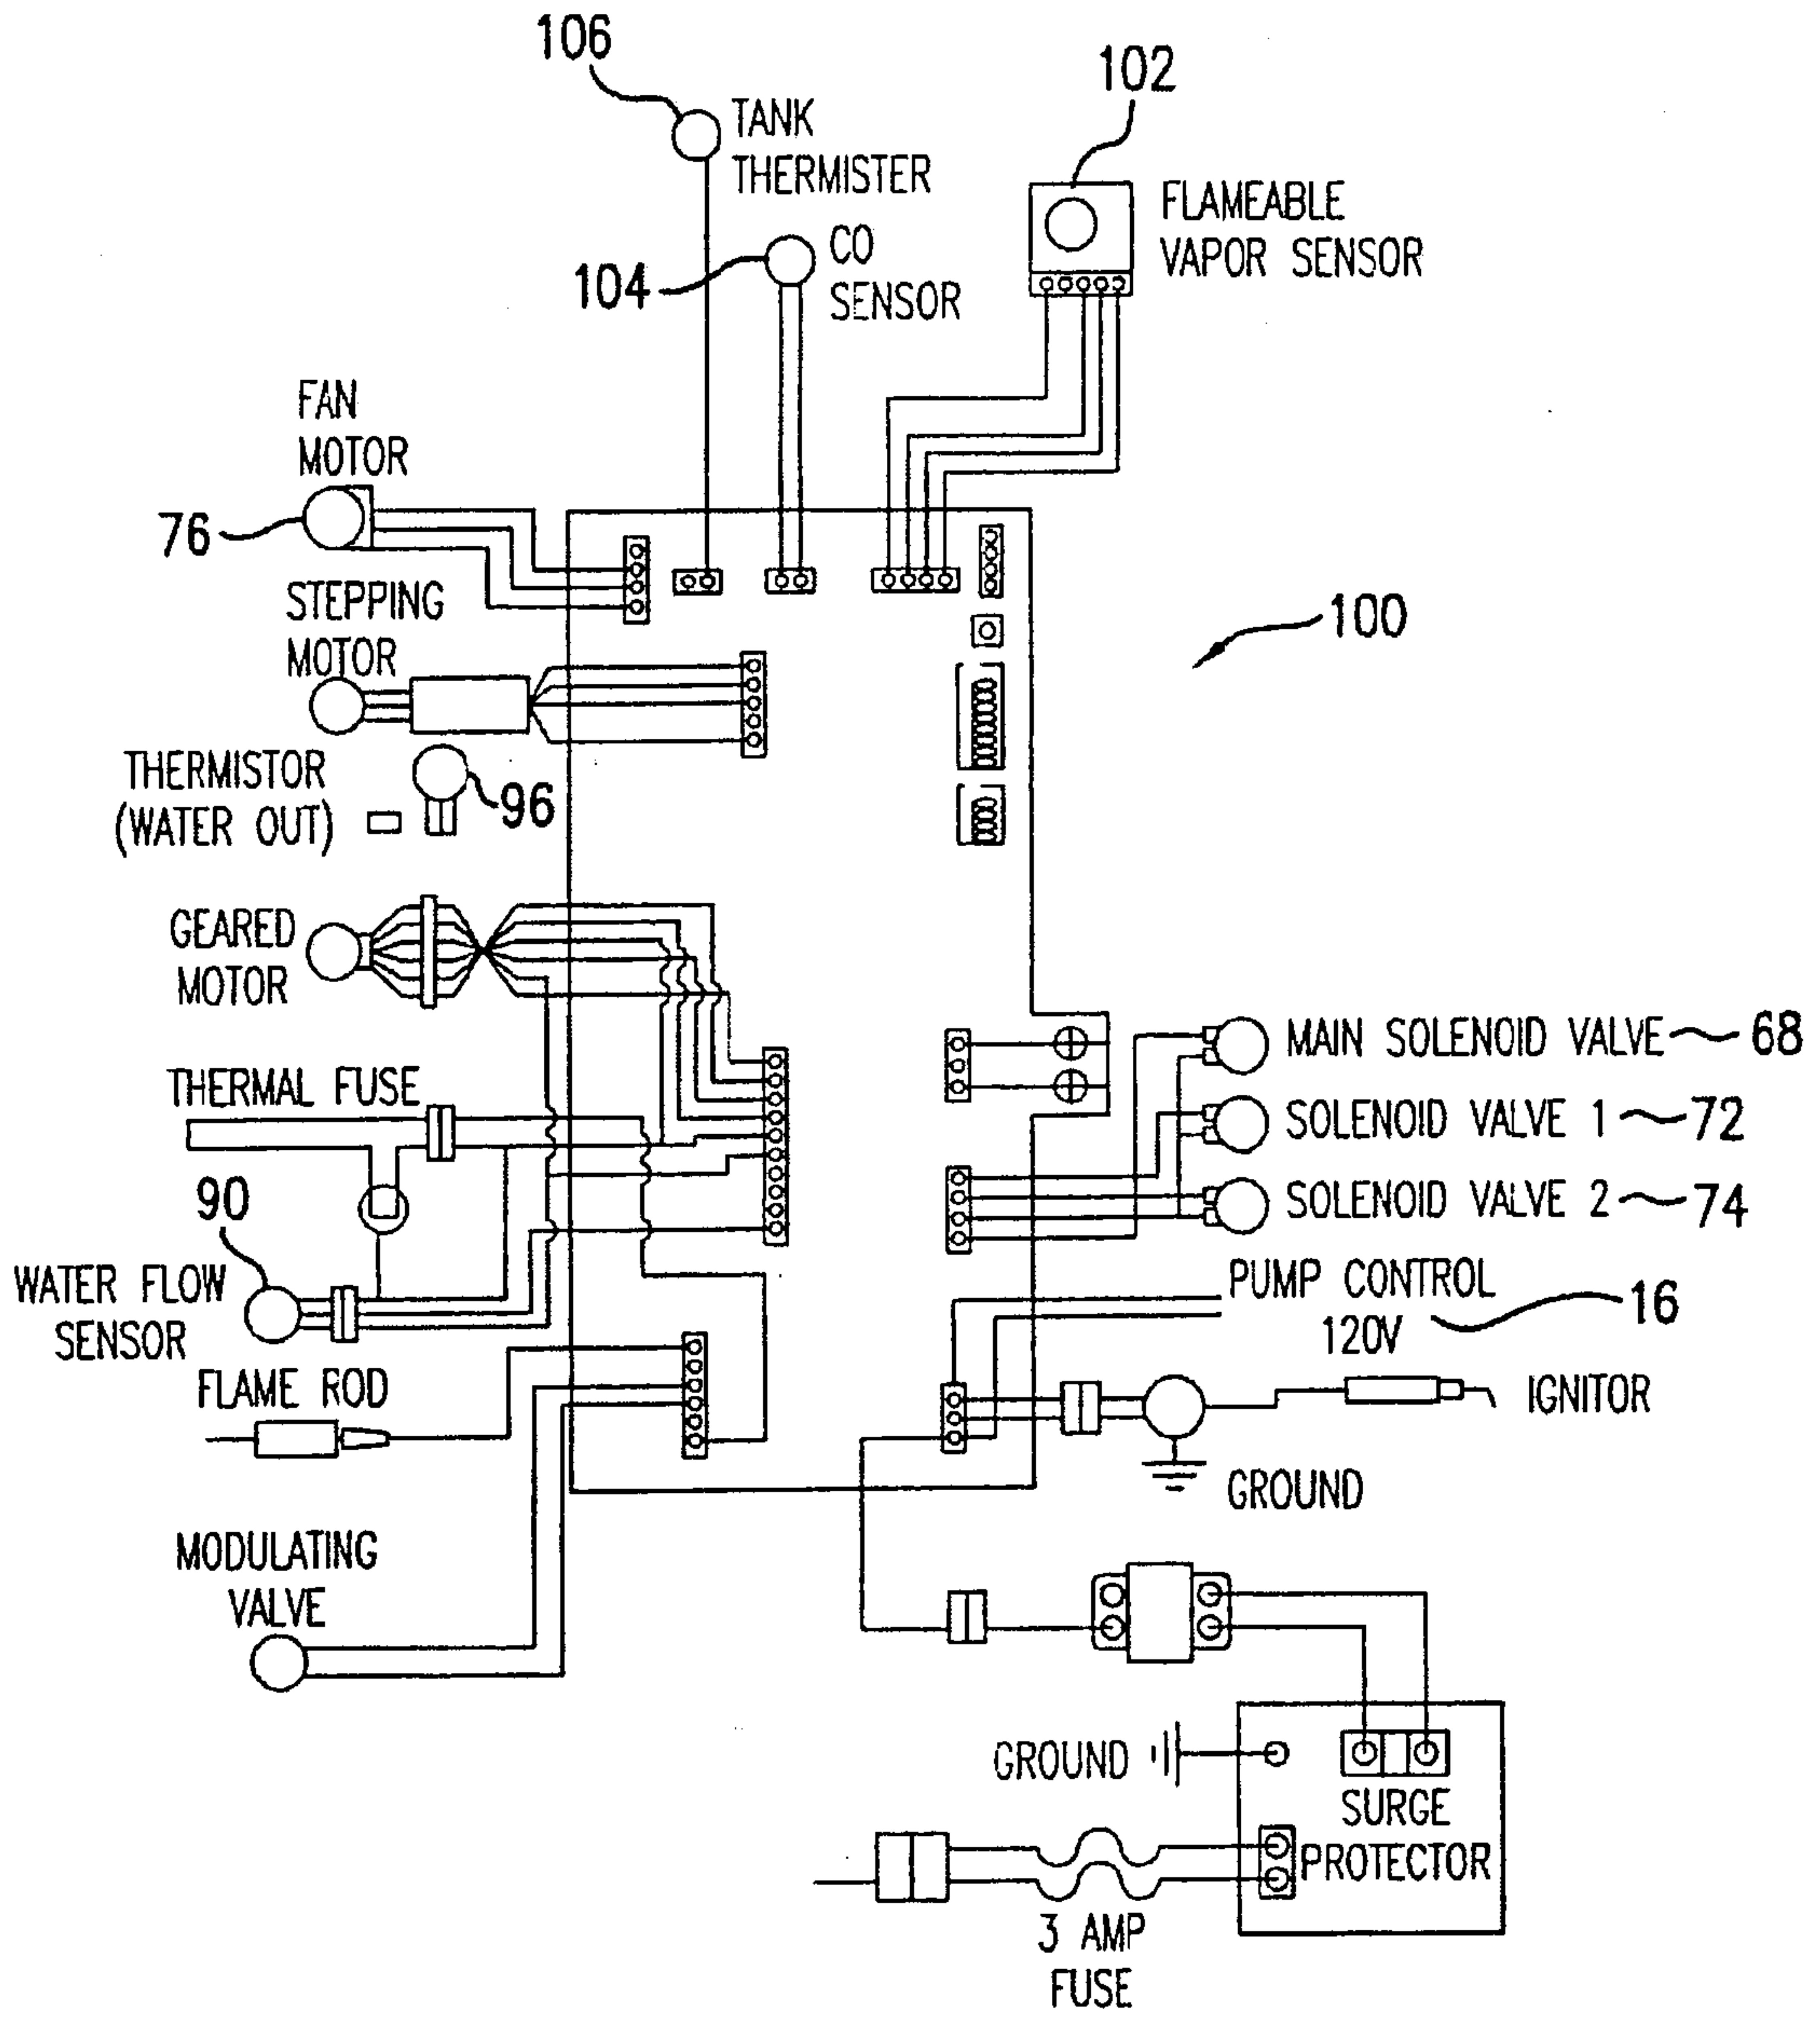 106
102
TANK
THERMISTER
FLAMEABLE
VAPOR SENSOR
CO
SENSOR
104
FAN
MOTOR
76
STEPPING
MOTOR
100
THERMISTOR
(WATER OUT)
96
GEARED
MOTOR
MAIN SOLENOID VALVE 68
THERMAL FUSE
SOLENOID VALVE 1 72
SOLENOID VALVE 2 74
90
WATER FLOW
SENSOR
PUMP CONTROL
120V
16
FLAME ROD
IGNITOR
GROUND
MODULATING
VALVE
GROUND
SURGE
PROTECTOR
3 AMP
FUSE